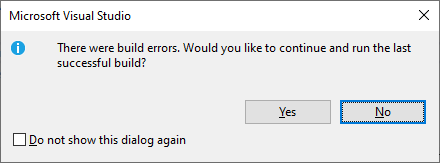 Microsoft Visual Studio
There were build errors. Would you like to continue and run the last
successful build?
Yes
No
Do not show this dialog again